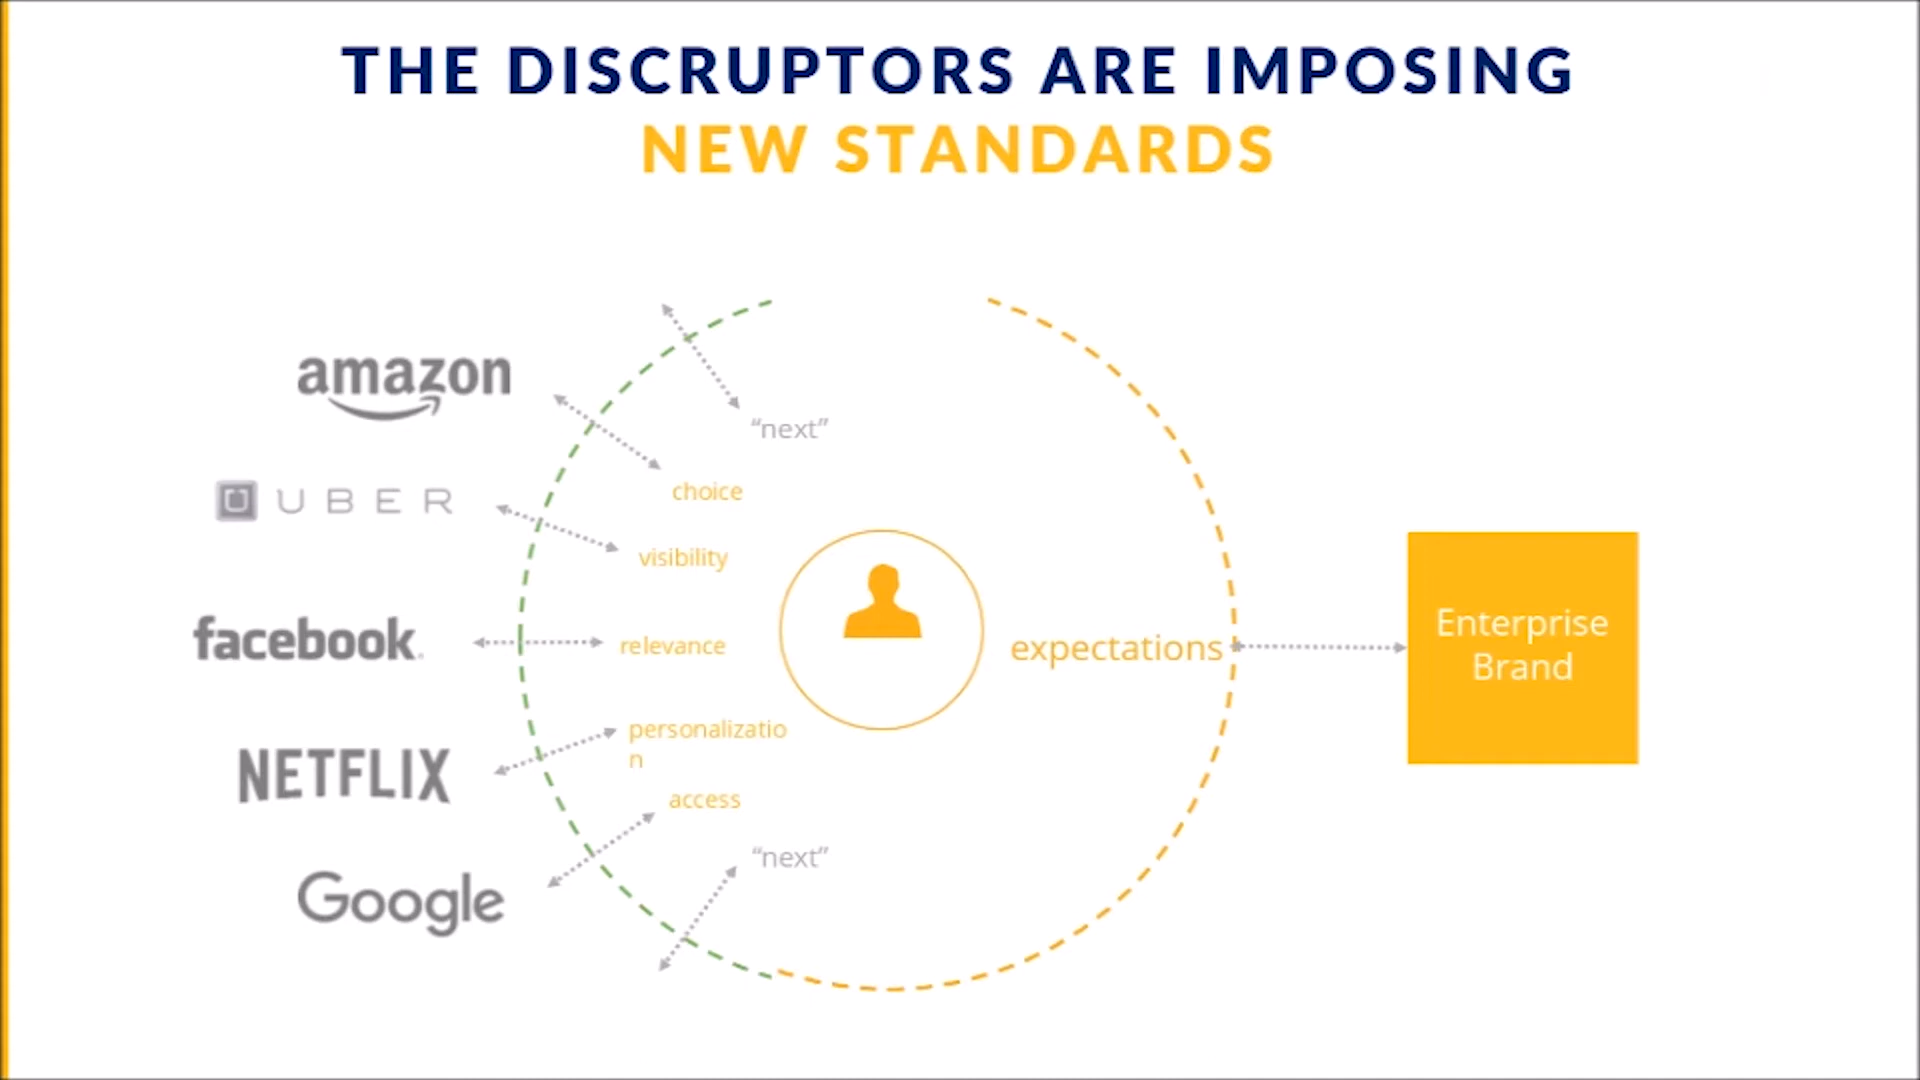 THE DISCRUPTORS ARE IMPOSING
NEW STANDARDS
amazon
UBER
facebook
NETFLIX
Google
“next”
choice
visibility
relevance
personalizatio
n
access
“next”
expectations
Enterprise
Brand